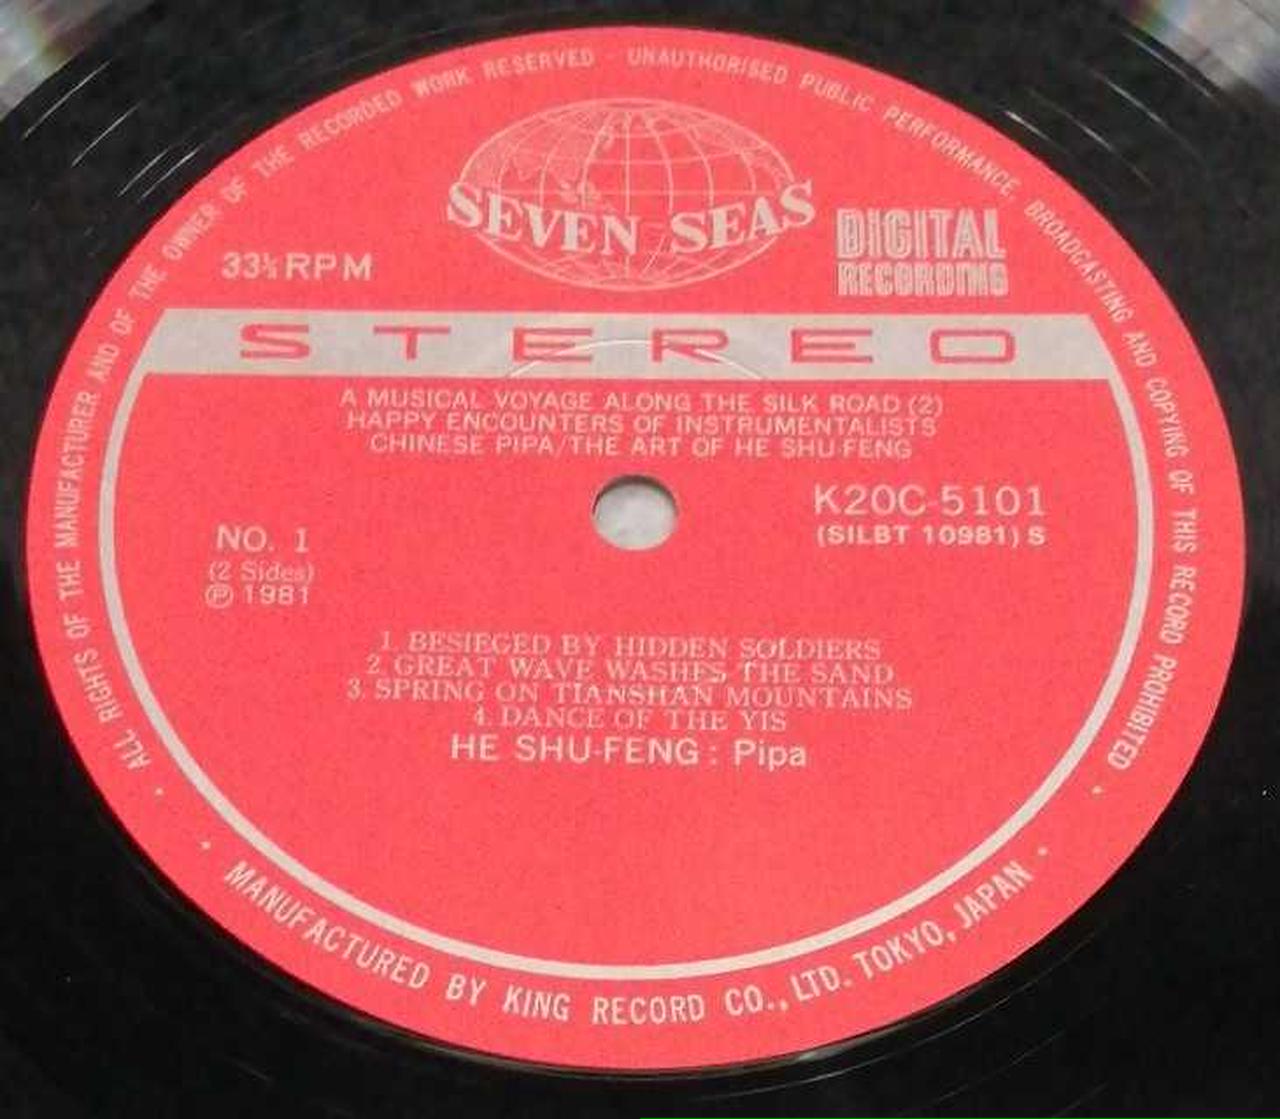 ALL RIGHTS OF THE MANUFACTURER AND OF THE OWNER OF THE RECORDED WORK RESERVED · UNAUTHORISED PUBLIC PERFORMANCE, BROADCASTING AND COPYING OF THIS RECORD PROHIBITED ·
SEVEN SEAS
DIGITAL
RECORDING
33⅓ RPM
STEREO
A MUSICAL VOYAGE ALONG THE SILK ROAD (2)
HAPPY ENCOUNTERS OF INSTRUMENTALISTS
CHINESE PIPA/THE ART OF HE SHU-FENG
K20C-5101
(SILBT 10981) S
NO. 1
(2 Sides)
Ⓟ 1981
1. BESIEGED BY HIDDEN SOLDIERS
2. GREAT WAVE WASHES THE SAND
3. SPRING ON TIANSHAN MOUNTAINS
4. DANCE OF THE YIS
HE SHU-FENG : Pipa
· MANUFACTURED BY KING RECORD CO., LTD. TOKYO, JAPAN ·